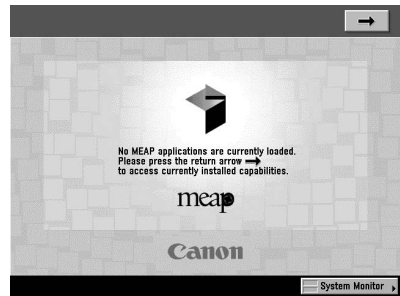 No MEAP applications are currently loaded.
Please press the return arrow
to access currently installed capabilities.
meap
Canon
System Monitor